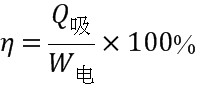 η = Q吸 / W电 × 100%